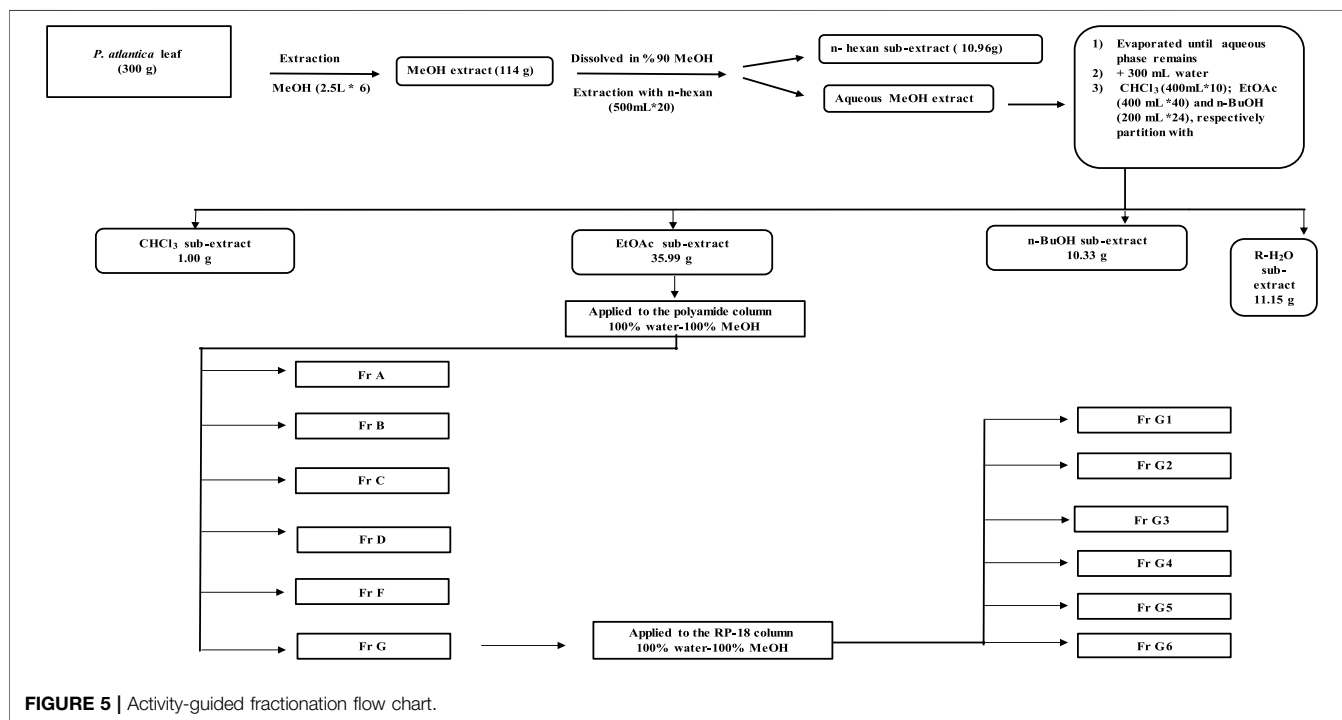 P. atlantica leaf
(300 g)
Extraction
MeOH (2.5L * 6)
MeOH extract (114 g)
Dissolved in %90 MeOH
Extraction with n-hexan
(500mL*20)
n- hexan sub-extract ( 10.96g)
Aqueous MeOH extract
1) Evaporated until aqueous
phase remains
2) + 300 mL water
3) CHCl3 (400mL*10); EtOAc
(400 mL *40) and n-BuOH
(200 mL *24), respectively
partition with
CHCl3 sub-extract
1.00 g
EtOAc sub-extract
35.99 g
n-BuOH sub-extract
10.33 g
R-H2O
sub-
extract
11.15 g
Applied to the polyamide column
100% water-100% MeOH
Fr A
Fr B
Fr C
Fr D
Fr F
Fr G
Applied to the RP-18 column
100% water-100% MeOH
Fr G1
Fr G2
Fr G3
Fr G4
Fr G5
Fr G6
FIGURE 5 | Activity-guided fractionation flow chart.